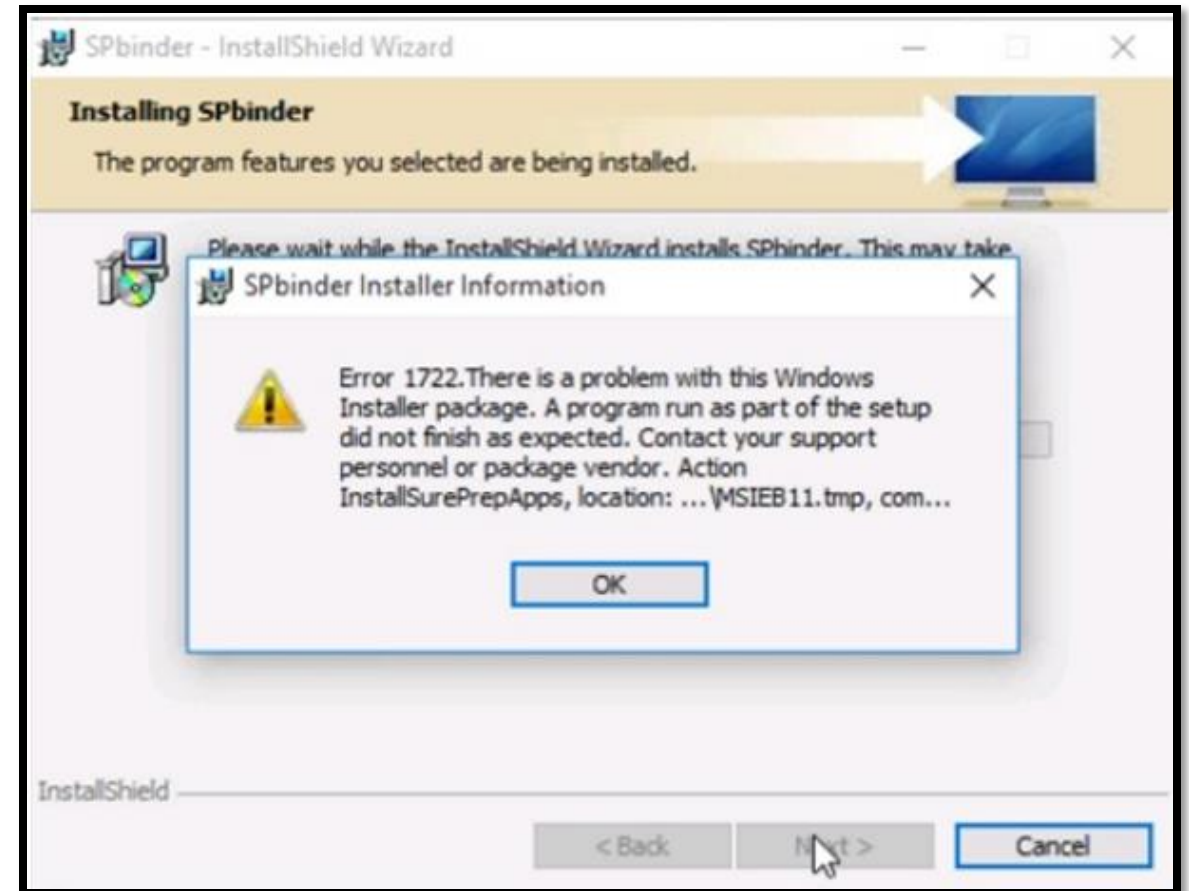 SPbinder - InstallShield Wizard
Installing SPbinder
The program features you selected are being installed.
Please wait while the InstallShield Wizard installs SPbinder. This may take
SPbinder Installer Information
Error 1722.There is a problem with this Windows
Installer package. A program run as part of the setup
did not finish as expected. Contact your support
personnel or package vendor. Action
InstallSurePrepApps, location: ...\MSIEB11.tmp, com...
OK
InstallShield
< Back
Next >
Cancel